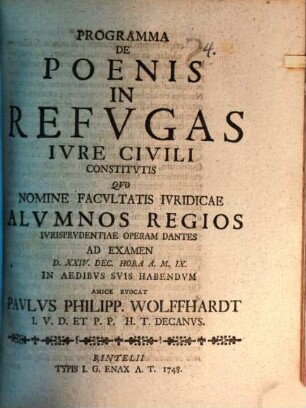 4.
PROGRAMMA
DE
POENIS
IN
REFVGAS
IVRE CIVILI
CONSTITVTIS
QVO
NOMINE FACVLTATIS IVRIDICAE
ALVMNOS REGIOS
IVRISPRVDENTIAE OPERAM DANTES
AD EXAMEN
D. XXIV. DEC. HORA A. M. IX.
IN AEDIBVS SVIS HABENDVM
AMICE EVOCAT
PAVLVS PHILIPP. WOLFFHARDT
I. V. D. ET P. P. H. T. DECANVS.
RINTELII
TYPIS I. G. ENAX A. T. 1748.